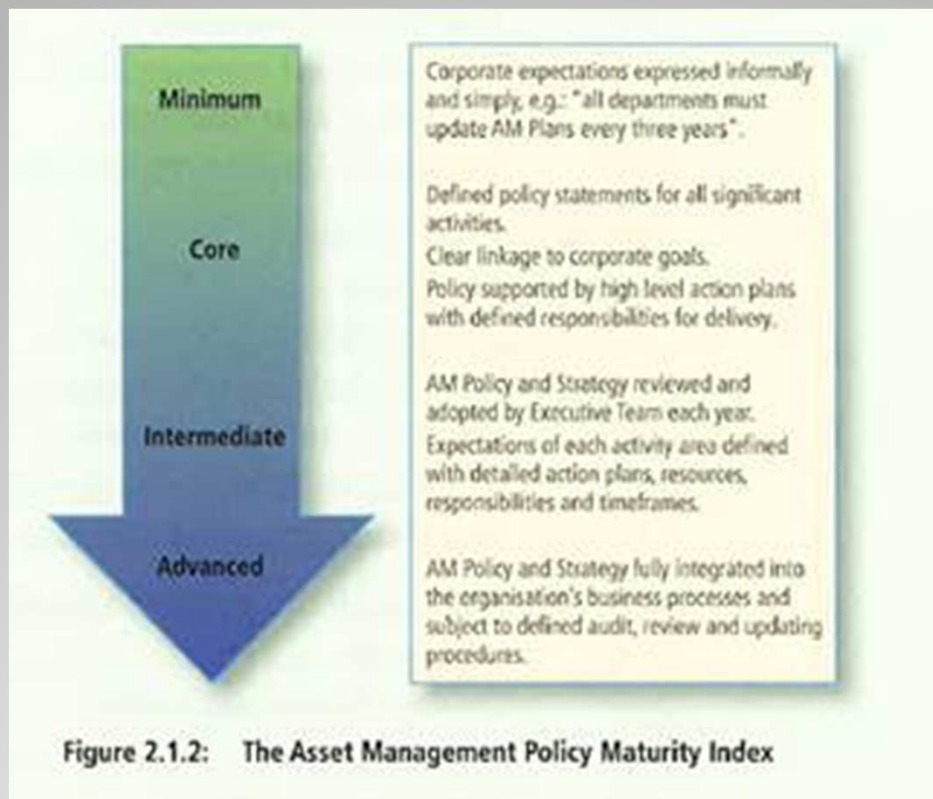 Minimum
Corporate expectations expressed informally
and simply, e.g.: "all departments must
update AM Plans every three years".
Core
Defined policy statements for all significant
activities.
Clear linkage to corporate goals.
Policy supported by high level action plans
with defined responsibilities for delivery.
Intermediate
AM Policy and Strategy reviewed and
adopted by Executive Team each year.
Expectations of each activity area defined
with detailed action plans, resources,
responsibilities and timeframes.
Advanced
AM Policy and Strategy fully integrated into
the organisation's business processes and
subject to defined audit, review and updating
procedures.
Figure 2.1.2: The Asset Management Policy Maturity Index